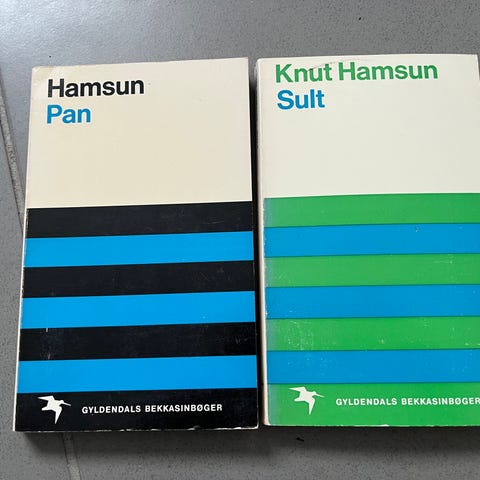 Hamsun
Pan
GYLDENDALS BEKKASINBØGER
Knut Hamsun
Sult
GYLDENDALS BEKKASINBØGER